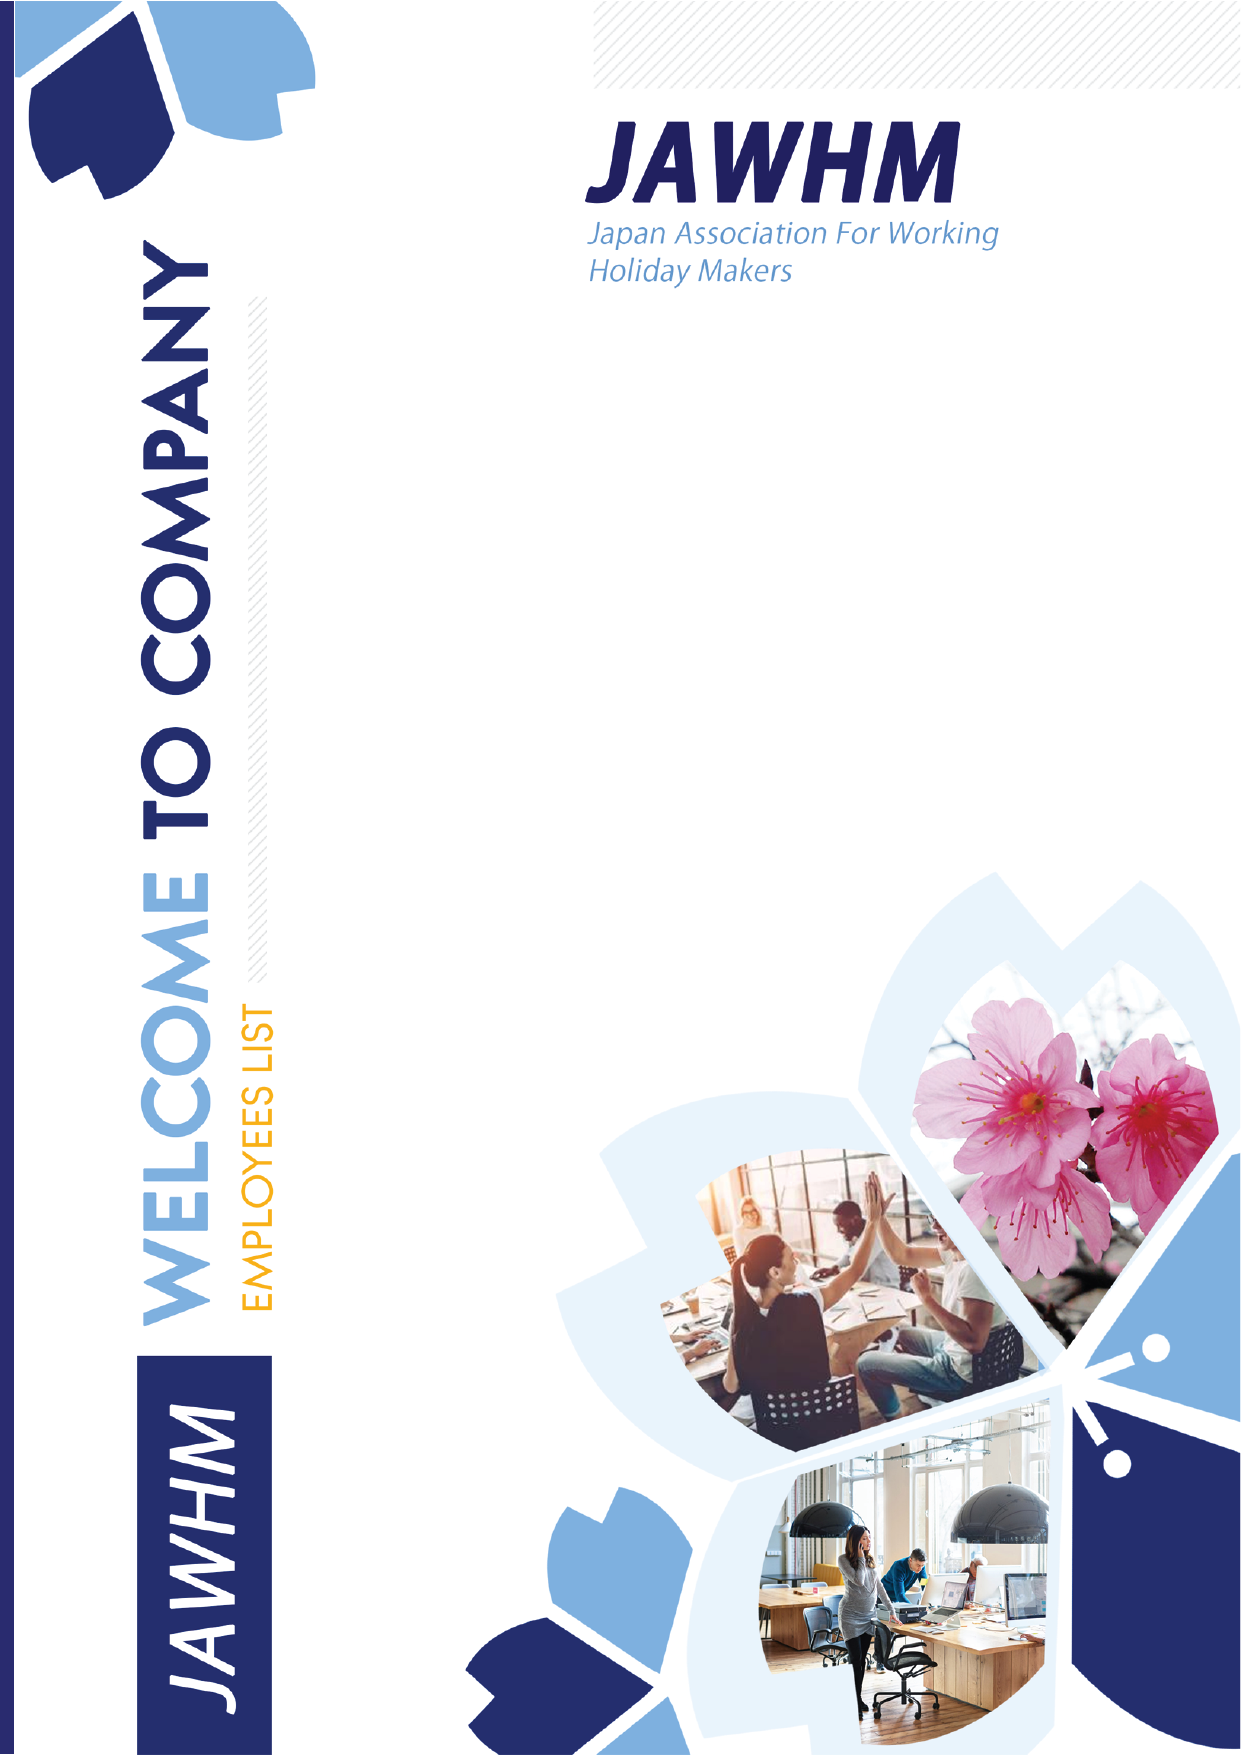 JAWHM
Japan Association For Working
Holiday Makers
WELCOME TO COMPANY
EMPLOYEES LIST
JAWHM